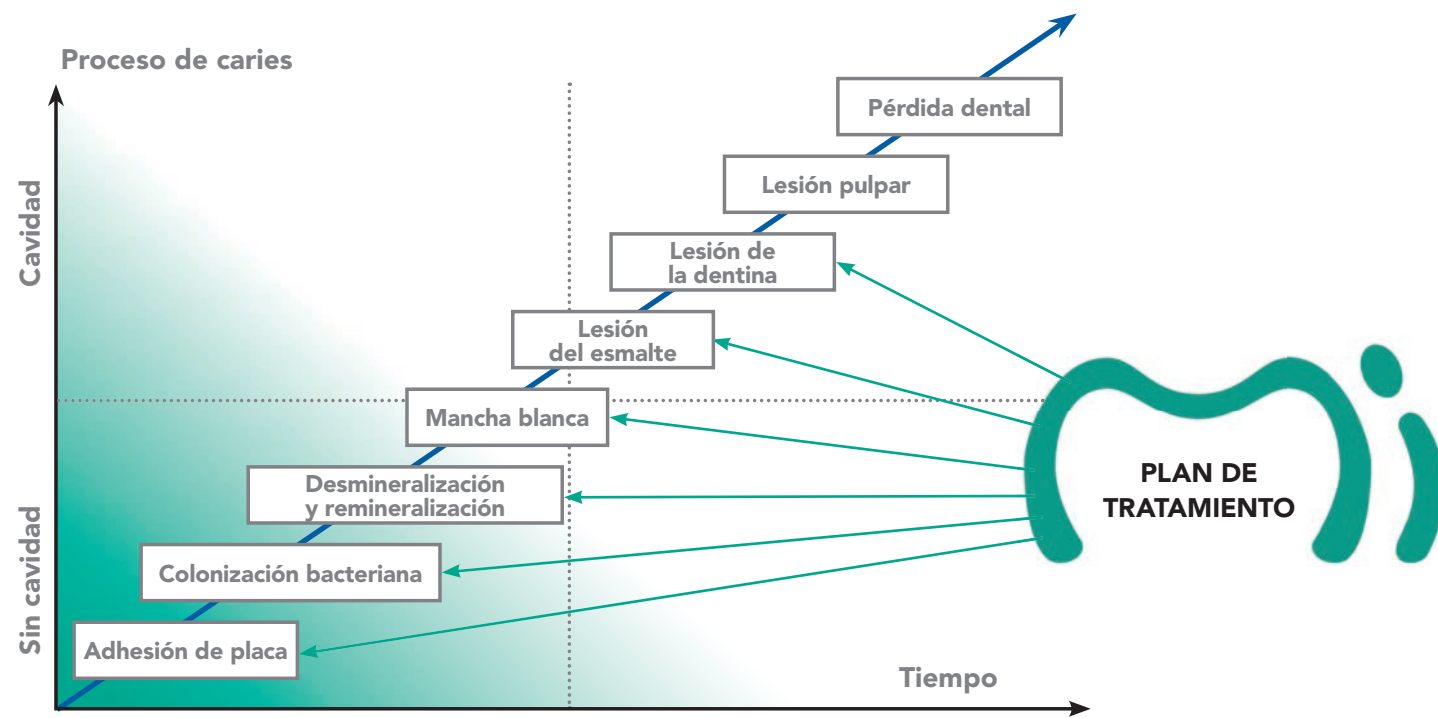 Proceso de caries
Pérdida dental
Lesión pulpar
Lesión de
la dentina
Lesión
del esmalte
Mancha blanca
Desmineralización
y remineralización
Colonización bacteriana
Adhesión de placa
Cavidad
Sin cavidad
Tiempo
PLAN DE
TRATAMIENTO